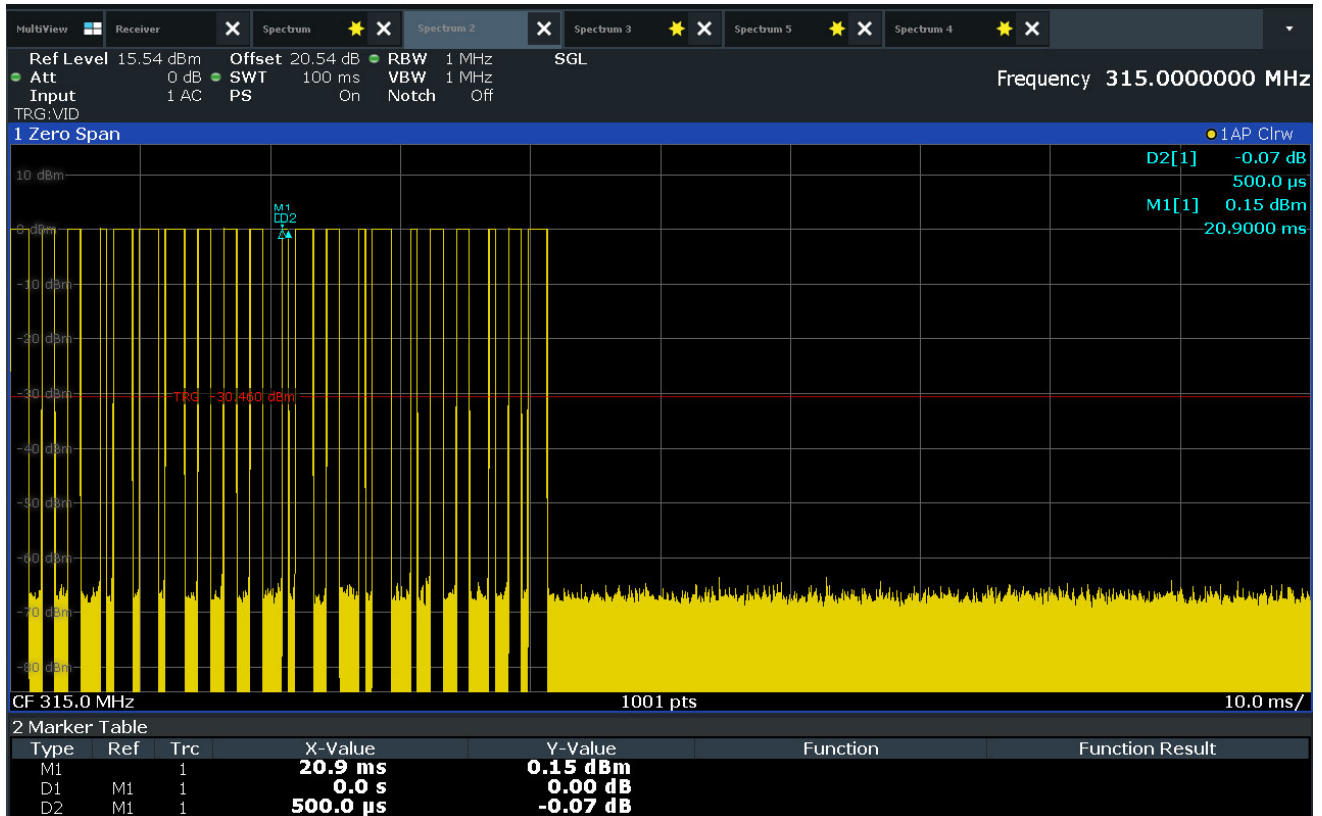 MultiView Receiver Spectrum Spectrum 2 Spectrum 3 Spectrum 5 Spectrum 4
Ref Level 15.54 dBm Offset 20.54 dB RBW 1 MHz SGL
Att 0 dB SWT 100 ms VBW 1 MHz Frequency 315.0000000 MHz
Input 1 AC PS On Notch Off
TRG:VID
1 Zero Span 1AP Clrw
D2[1] -0.07 dB
10 dBm
500.0 µs
M1[1] 0.15 dBm
M1
D2
0 dBm
20.9000 ms
-10 dBm
-20 dBm
-30 dBm
TRG -30.460 dBm
-40 dBm
-50 dBm
-60 dBm
-70 dBm
-80 dBm
CF 315.0 MHz 1001 pts 10.0 ms/
2 Marker Table
Type Ref Trc X-Value Y-Value Function Function Result
M1 1 20.9 ms 0.15 dBm
D1 M1 1 0.0 s 0.00 dB
D2 M1 1 500.0 µs -0.07 dB